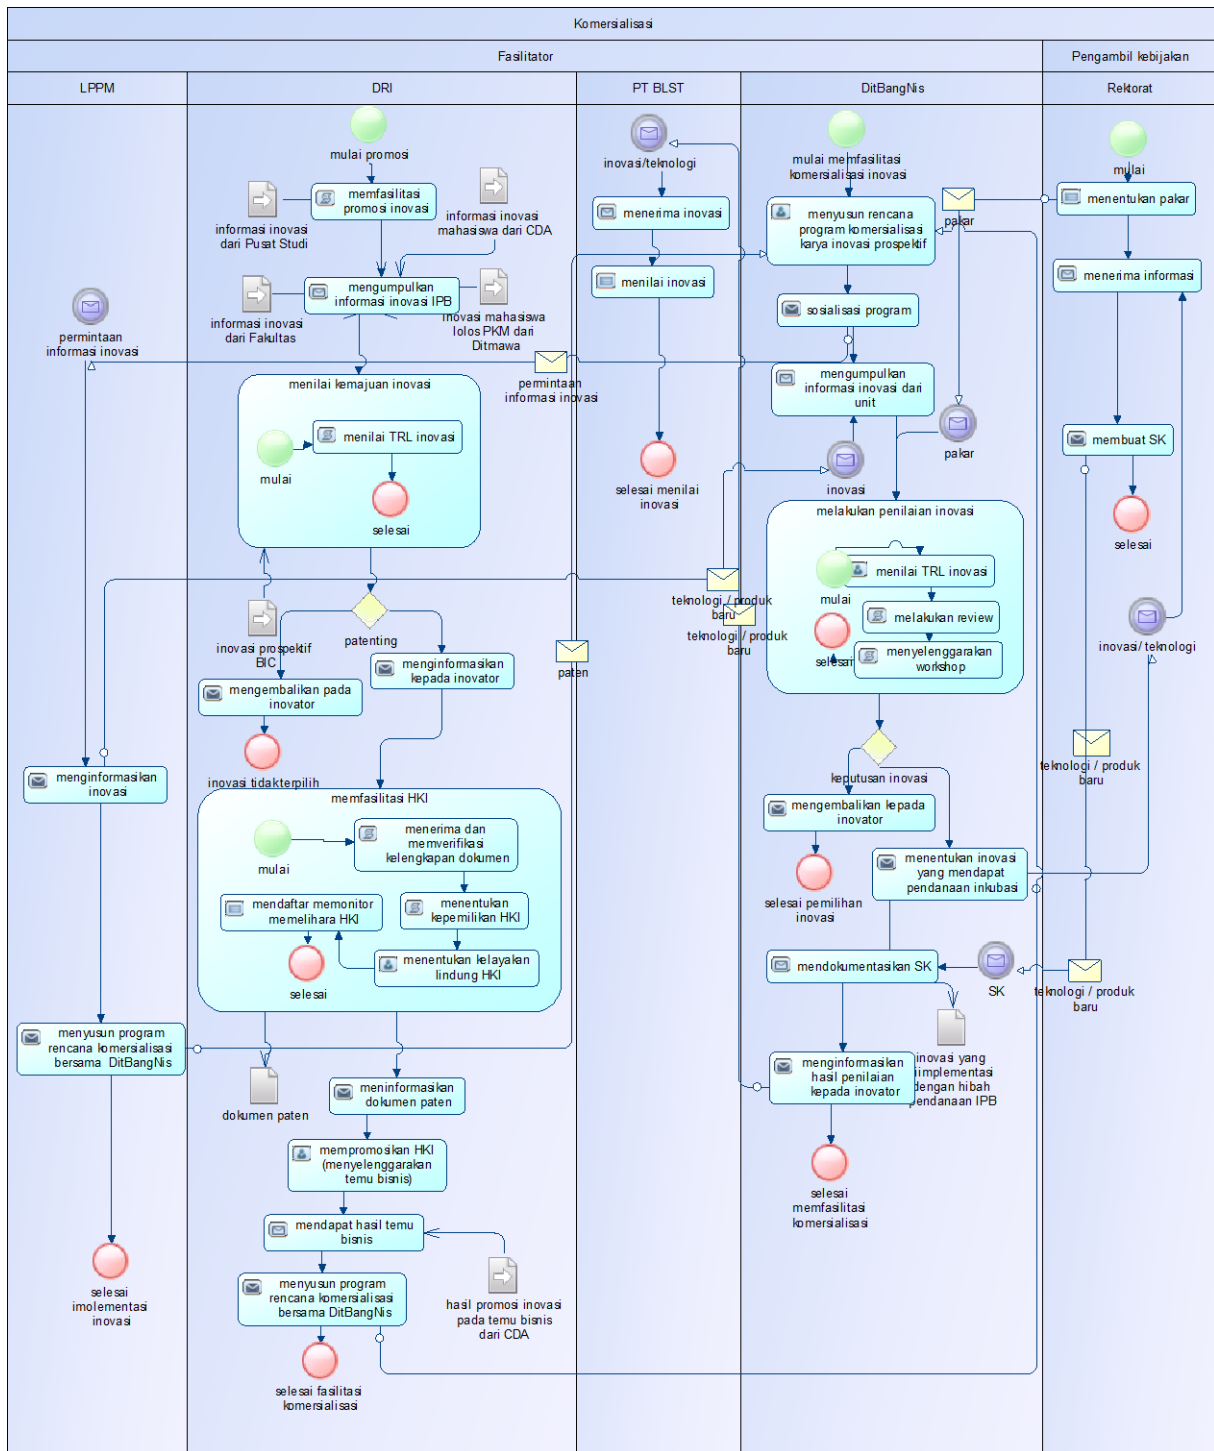 Komersialisasi
Fasilitator
Pengambil kebijakan
LPPM
DRI
PT BLST
DitBangNis
Rektorat
permintaan
informasi inovasi
menginformasikan
inovasi
menyusun program
rencana komersialisasi
bersama DitBangNis
selesai
imolementasi
inovasi
mulai promosi
memfasilitasi
promosi inovasi
informasi inovasi
dari Pusat Studi
informasi inovasi
mahasiswa dari CDA
mengumpulkan
informasi inovasi IPB
informasi inovasi
dari Fakultas
inovasi mahasiswa
lolos PKM dari
Ditmawa
permintaan
informasi inovasi
menilai kemajuan inovasi
menilai TRL inovasi
mulai
selesai
inovasi prospektif
BIC
patenting
mengembalikan pada
inovator
menginformasikan
kepada inovator
inovasi tidak terpilih
memfasilitasi HKI
mulai
menerima dan
memverifikasi
kelengkapan dokumen
mendaftar memonitor
memelihara HKI
menentukan
kepemilikan HKI
menentukan kelayakan
lindung HKI
selesai
dokumen paten
meninformasikan
dokumen paten
mempromosikan HKI
(menyelenggarakan
temu bisnis)
mendapat hasil temu
bisnis
menyusun program
rencana komersialisasi
bersama DitBangNis
hasil promosi inovasi
pada temu bisnis
dari CDA
selesai fasilitasi
komersialisasi
inovasi/teknologi
menerima inovasi
menilai inovasi
selesai menilai
inovasi
teknologi / produk
baru
teknologi / produk
baru
paten
mulai memfasilitasi
komersialisasi inovasi
menyusun rencana
program komersialisasi
karya inovasi prospektif
pakar
sosialisasi program
mengumpulkan
informasi inovasi dari
unit
pakar
inovasi
melakukan penilaian inovasi
mulai
menilai TRL inovasi
melakukan review
selesai
menyelenggarakan
workshop
keputusan inovasi
mengembalikan kepada
inovator
menentukan inovasi
yang mendapat
pendanaan inkubasi
selesai pemilihan
inovasi
mendokumentasikan SK
SK
inovasi yang
diimplementasi
dengan hibah
pendanaan IPB
menginformasikan
hasil penilaian
kepada inovator
selesai
memfasilitasi
komersialisasi
mulai
menentukan pakar
menerima informasi
membuat SK
selesai
inovasi/ teknologi
teknologi / produk
baru
teknologi / produk
baru